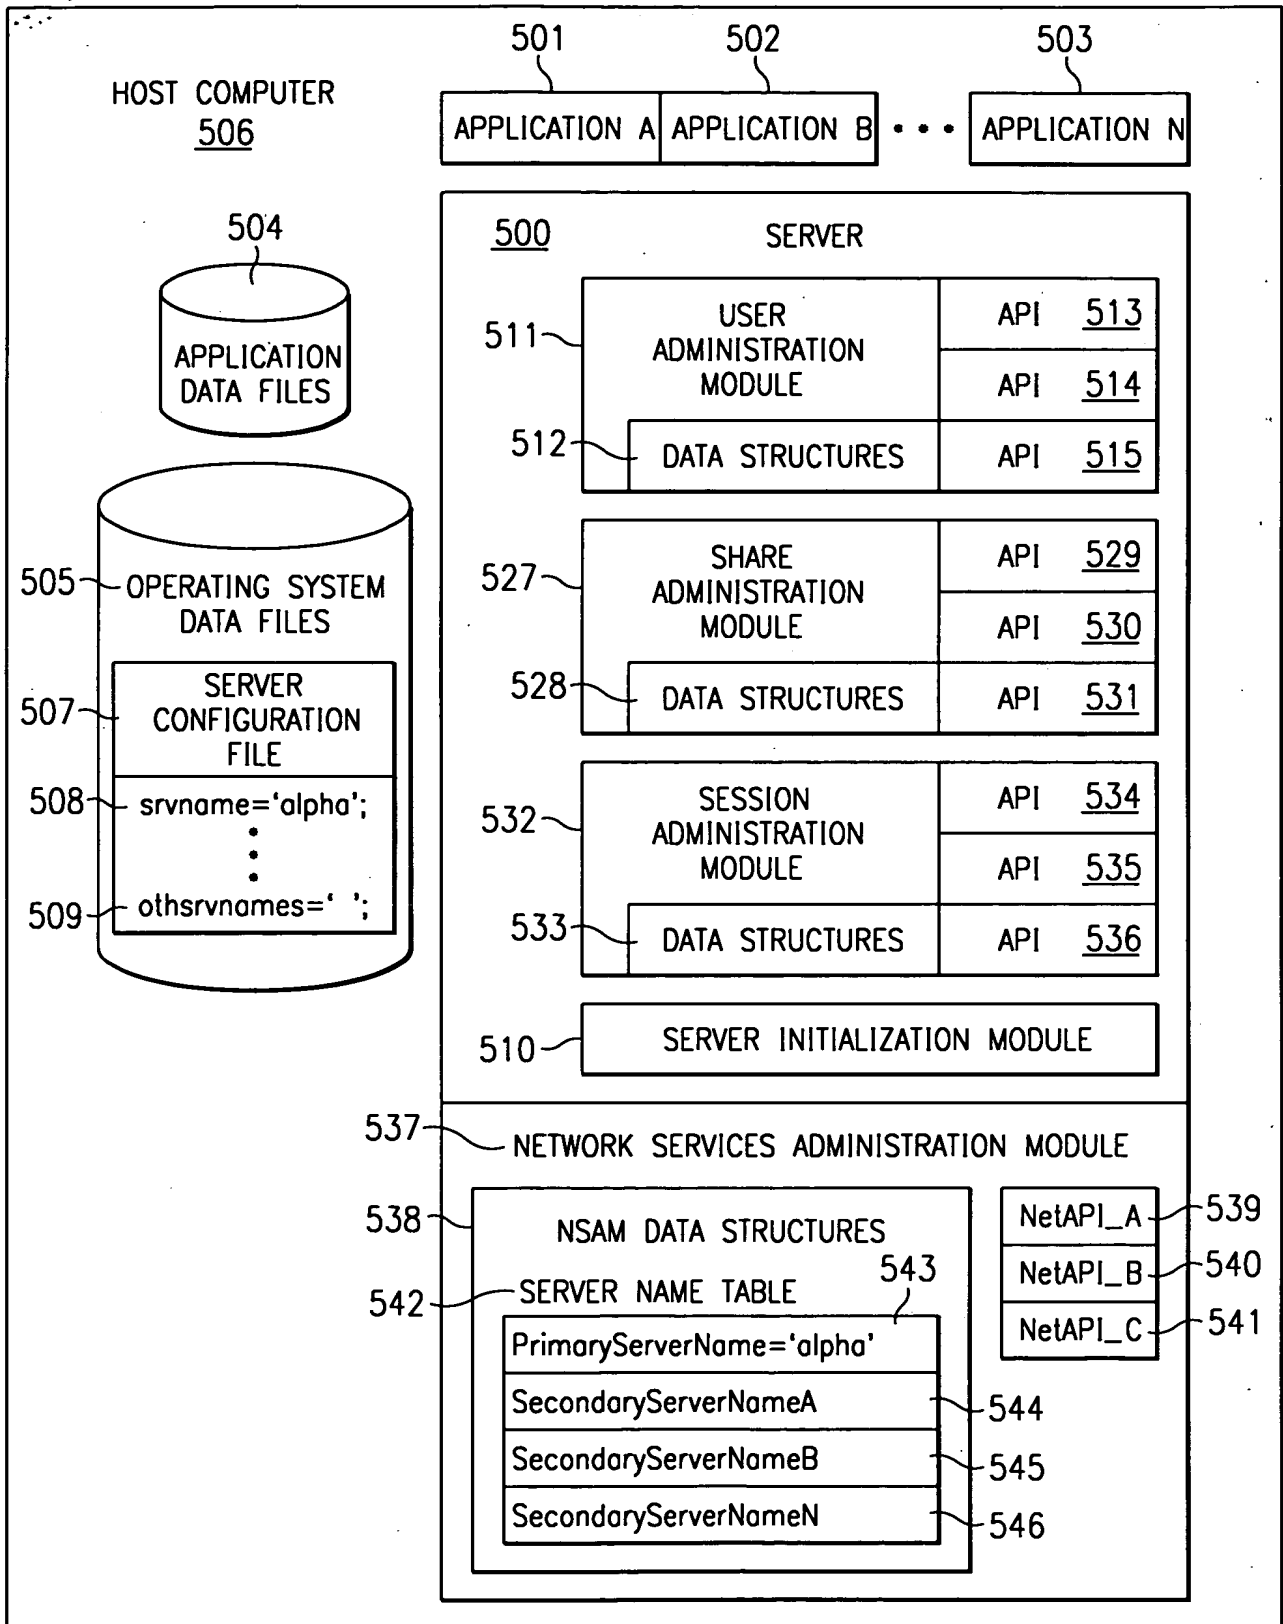 501
502
503
HOST COMPUTER
506
APPLICATION A
APPLICATION B
• • •
APPLICATION N
504
APPLICATION
DATA FILES
505
OPERATING SYSTEM
DATA FILES
507
SERVER
CONFIGURATION
FILE
508
srvname=‘alpha’;
509
othsrvnames=‘ ’;
500
SERVER
511
USER
ADMINISTRATION
MODULE
API 513
API 514
512
DATA STRUCTURES
API 515
527
SHARE
ADMINISTRATION
MODULE
API 529
API 530
528
DATA STRUCTURES
API 531
532
SESSION
ADMINISTRATION
MODULE
API 534
API 535
533
DATA STRUCTURES
API 536
510
SERVER INITIALIZATION MODULE
537
NETWORK SERVICES ADMINISTRATION MODULE
538
NSAM DATA STRUCTURES
542
SERVER NAME TABLE
543
PrimaryServerName=‘alpha’
SecondaryServerNameA
544
SecondaryServerNameB
545
SecondaryServerNameN
546
NetAPI_A
539
NetAPI_B
540
NetAPI_C
541